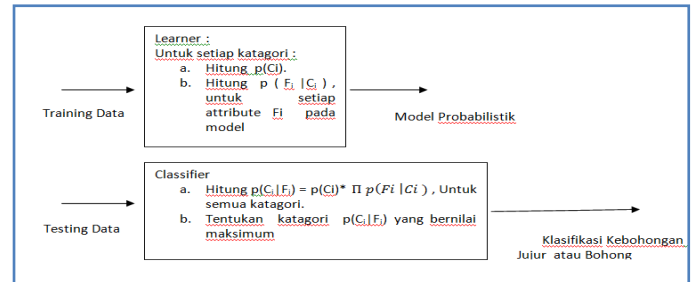 Learner :
Untuk setiap katagori :
a. Hitung p(Ci).
b. Hitung p ( Fi |Ci ) ,
untuk setiap
attribute Fi pada
model
Training Data
Model Probabilistik
Classifier
a. Hitung p(Ci|Fi) = p(Ci)* Π p(Fi |Ci ) , Untuk
semua katagori.
b. Tentukan katagori p(Ci|Fi) yang bernilai
maksimum
Testing Data
Klasifikasi Kebohongan
Jujur atau Bohong